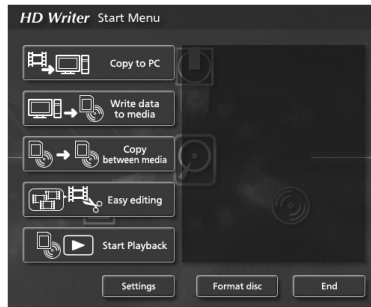 HD Writer Start Menu
Copy to PC
Write data
to media
Copy
between media
Easy editing
Start Playback
Settings
Format disc
End